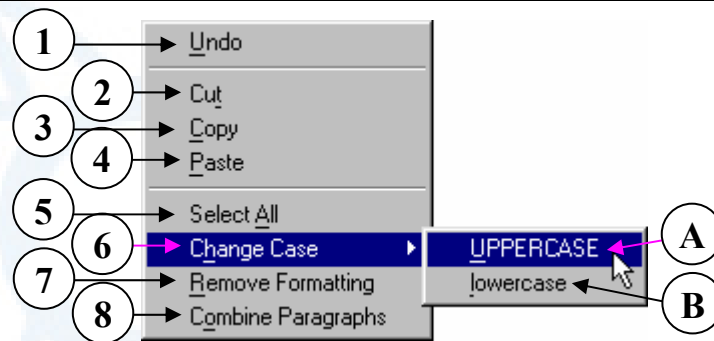 1 Undo
2 Cut
3 Copy
4 Paste
5 Select All
6 Change Case UPPERCASE A
7 Remove Formatting lowercase B
8 Combine Paragraphs